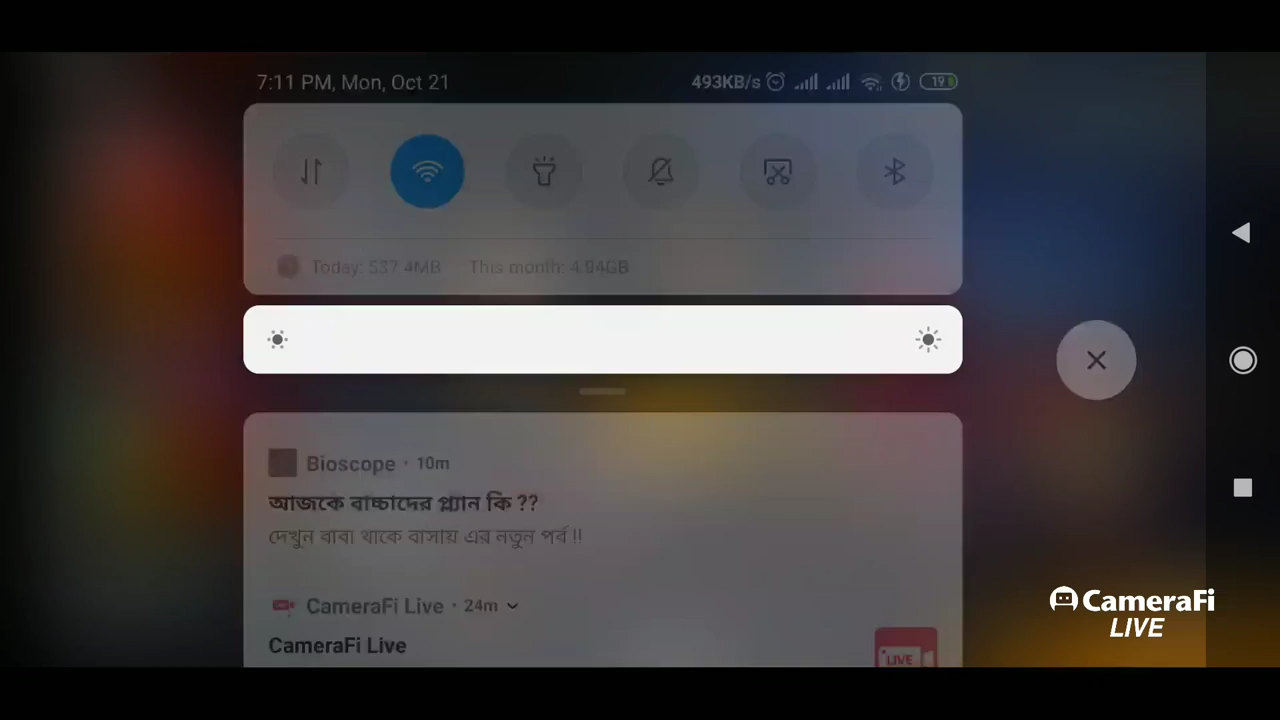 7:11 PM, Mon, Oct 21
493KB/s
19
Today: 537.4MB This month: 4.04GB
Bioscope · 10m
আজকে বাচ্চাদের প্ল্যান কি ??
দেখুন বাবা থাকে বাসায় এর নতুন পর্ব !!
CameraFi Live · 24m
CameraFi Live
LIVE
CameraFi
LIVE